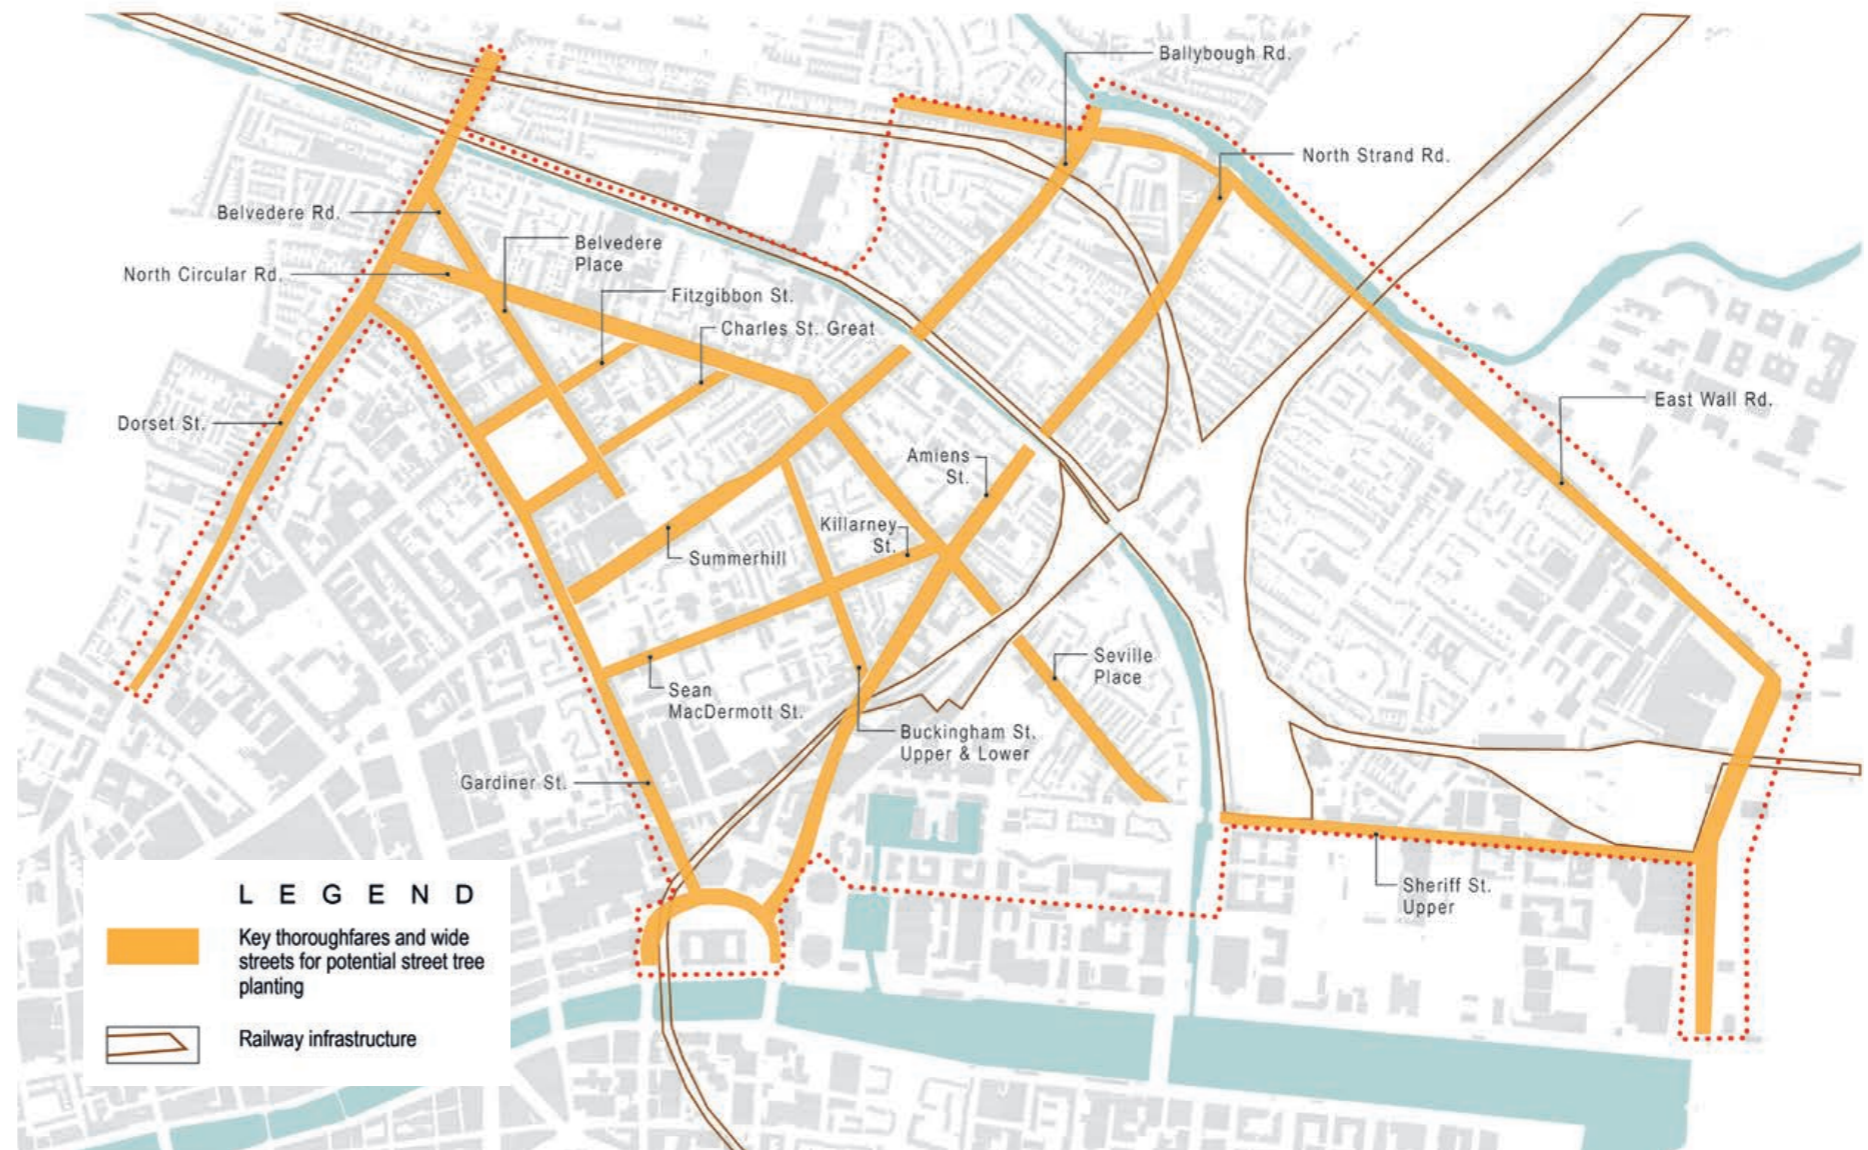 Ballybough Rd.
North Strand Rd.
Belvedere Rd.
Belvedere
Place
North Circular Rd.
Fitzgibbon St.
Charles St. Great
East Wall Rd.
Dorset St.
Amiens
St.
Killarney
St.
Summerhill
Seville
Place
Sean
MacDermott St.
Buckingham St.
Upper & Lower
Gardiner St.
Sheriff St.
Upper
LEGEND
Key thoroughfares and wide
streets for potential street tree
planting
Railway infrastructure